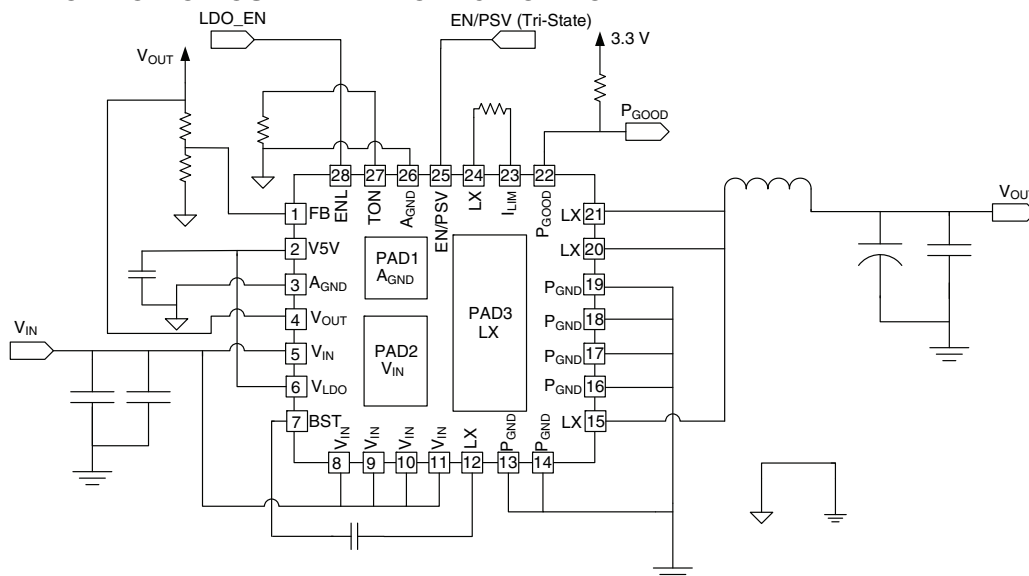 LDO_EN
EN/PSV (Tri-State)
3.3 V
VOUT
PGOOD
28 27 26 25 24 23 22
ENL TON AGND EN/PSV LX ILIM PGOOD
1 FB
2 V5V
3 AGND
4 VOUT
5 VIN
6 VLDO
7 BST
PAD1
AGND
PAD2
VIN
PAD3
LX
LX 21
LX 20
PGND 19
PGND 18
PGND 17
PGND 16
LX 15
VIN VIN VIN VIN LX PGND PGND
8 9 10 11 12 13 14
VIN